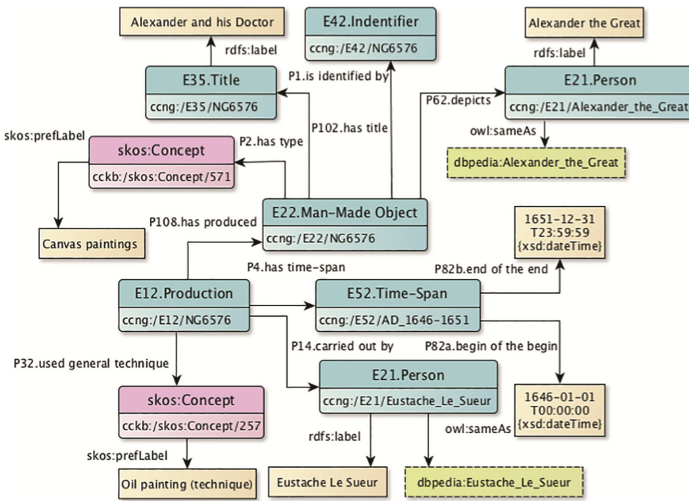 Alexander and his Doctor
E42.Indentifier
ccng:/E42/NG6576
Alexander the Great
rdfs:label
rdfs:label
E35.Title
ccng:/E35/NG6576
P1.is identified by
E21.Person
ccng:/E21/Alexander_the_Great
P62.depicts
P102.has title
owl:sameAs
skos:prefLabel
P2.has type
skos:Concept
cckb:/skos:Concept/571
dbpedia:Alexander_the_Great
E22.Man-Made Object
ccng:/E22/NG6576
P108.has produced
Canvas paintings
1651-12-31
T23:59:59
{xsd:dateTime}
P4.has time-span
P82b.end of the end
E12.Production
ccng:/E12/NG6576
E52.Time-Span
ccng:/E52/AD_1646-1651
P14.carried out by
P82a.begin of the begin
P32.used general technique
E21.Person
ccng:/E21/Eustache_Le_Sueur
1646-01-01
T00:00:00
{xsd:dateTime}
skos:Concept
cckb:/skos:Concept/257
rdfs:label
owl:sameAs
skos:prefLabel
Oil painting (technique)
Eustache Le Sueur
dbpedia:Eustache_Le_Sueur